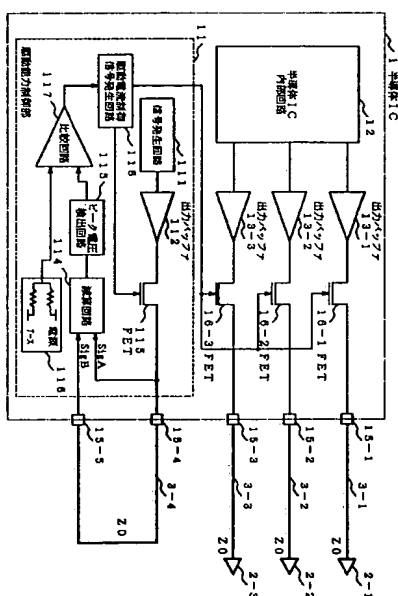 1 半導体IC
11
駆動能力制御部
117
比較回路
駆動電流制御
信号発生回路
118
信号発生回路
111
半導体IC
内部回路
12
115
ピーク電圧
検出回路
114
減算回路
出力バッファ
112
出力バッファ
13-3
出力バッファ
13-2
出力バッファ
13-1
電源
アース
116
SigB
SigA
115
FET
16-3 FET
16-2 FET
16-1 FET
15-5
15-4
15-3
15-2
15-1
3-4
3-3
3-2
3-1
Z0
Z0
Z0
Z0
2-3
2-2
2-1